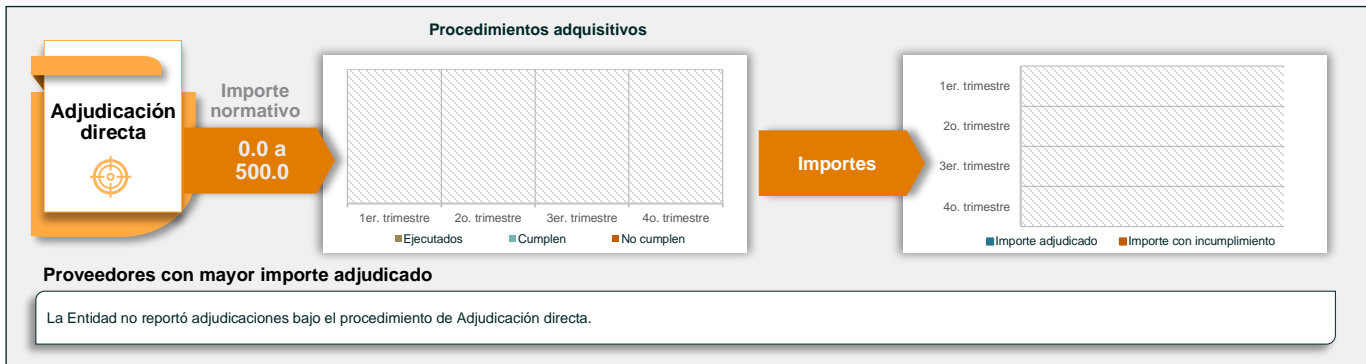 Procedimientos adquisitivos
Adjudicación
directa
Importe
normativo
0.0 a
500.0
1er. trimestre 2o. trimestre 3er. trimestre 4o. trimestre
Ejecutados Cumplen No cumplen
Importes
1er. trimestre
2o. trimestre
3er. trimestre
4o. trimestre
Importe adjudicado Importe con incumplimiento
Proveedores con mayor importe adjudicado
La Entidad no reportó adjudicaciones bajo el procedimiento de Adjudicación directa.